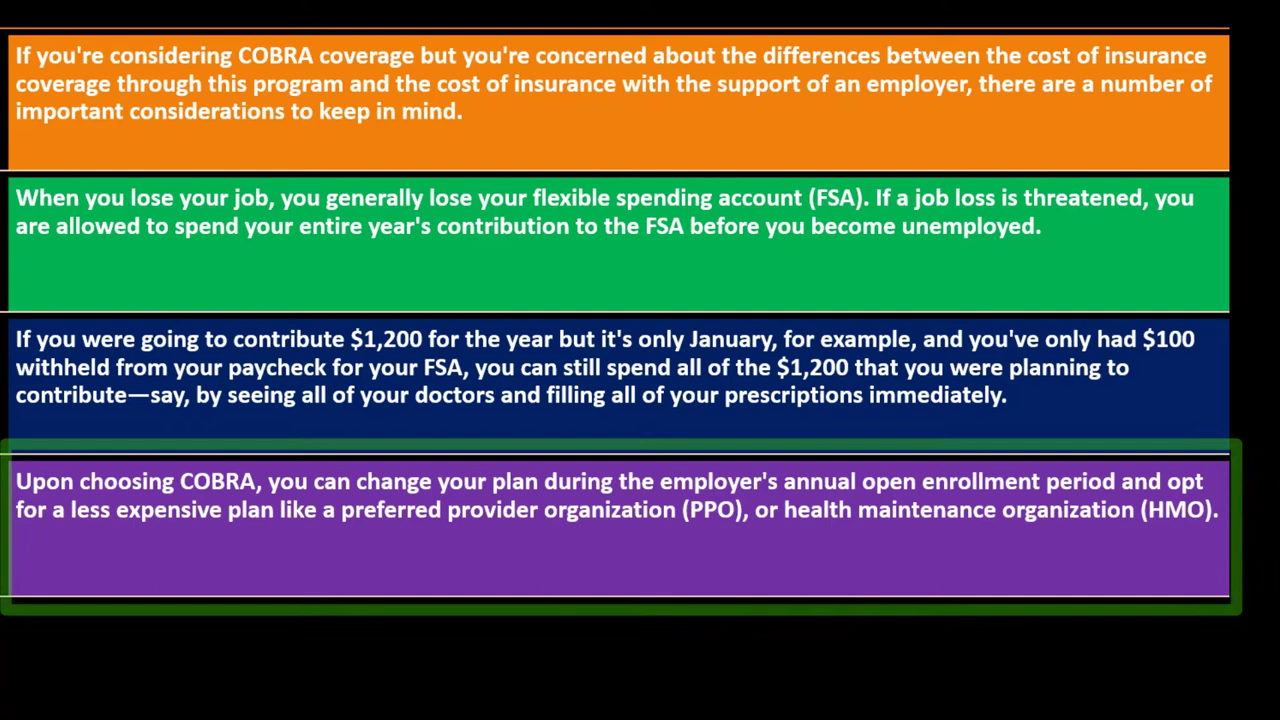 If you're considering COBRA coverage but you're concerned about the differences between the cost of insurance
coverage through this program and the cost of insurance with the support of an employer, there are a number of
important considerations to keep in mind.
When you lose your job, you generally lose your flexible spending account (FSA). If a job loss is threatened, you
are allowed to spend your entire year's contribution to the FSA before you become unemployed.
If you were going to contribute $1,200 for the year but it's only January, for example, and you've only had $100
withheld from your paycheck for your FSA, you can still spend all of the $1,200 that you were planning to
contribute—say, by seeing all of your doctors and filling all of your prescriptions immediately.
Upon choosing COBRA, you can change your plan during the employer's annual open enrollment period and opt
for a less expensive plan like a preferred provider organization (PPO), or health maintenance organization (HMO).